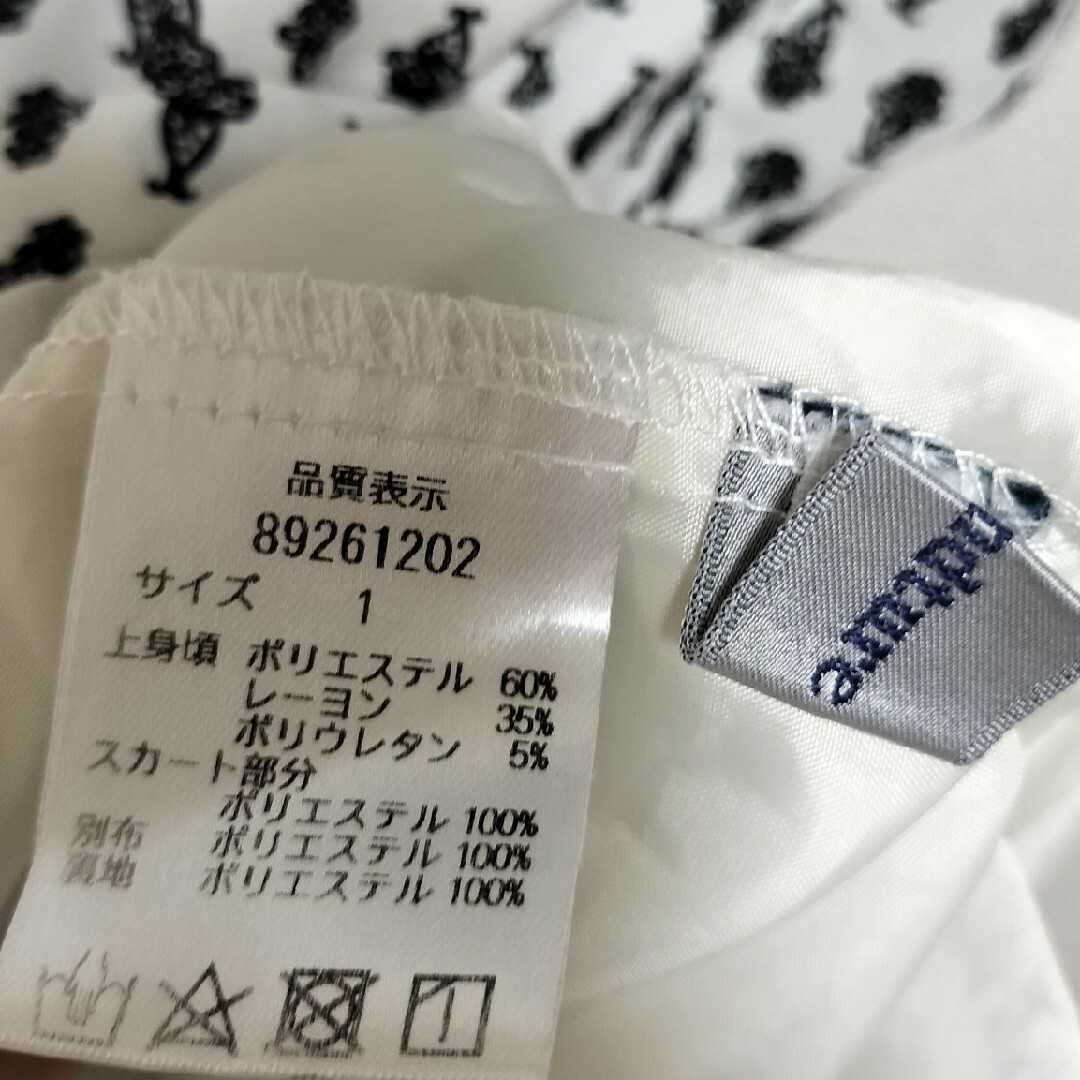 品質表示
89261202
サイズ 1
上身頃 ポリエステル 60%
レーヨン 35%
ポリウレタン 5%
スカート部分
ポリエステル 100%
別布 ポリエステル 100%
裏地 ポリエステル 100%